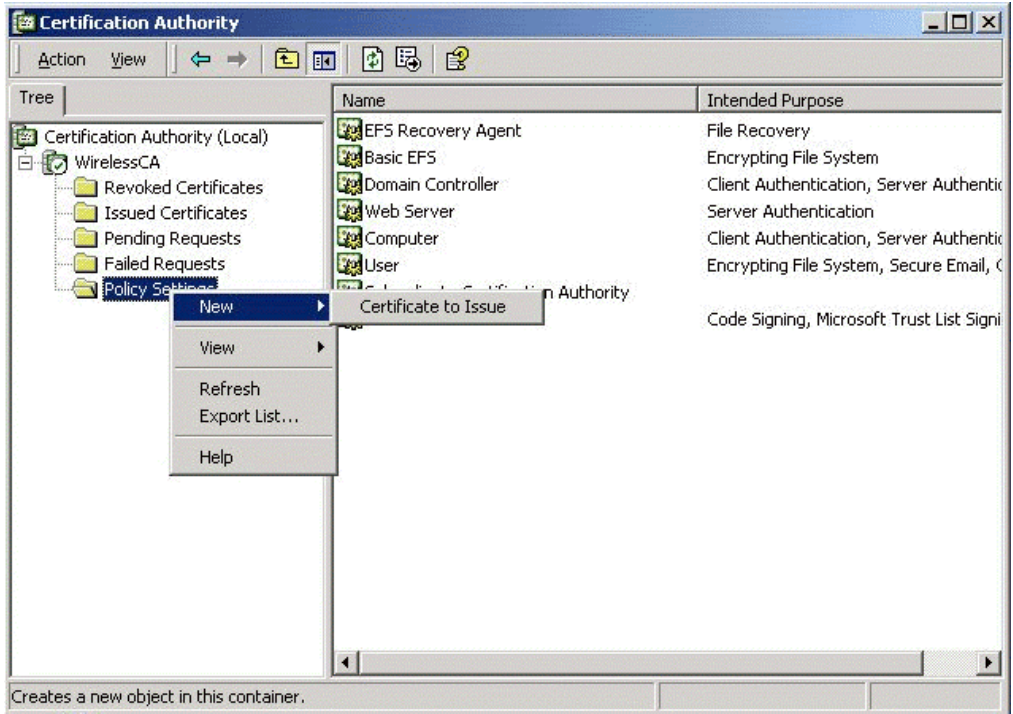 Certification Authority
Action View
Tree
Name Intended Purpose
Certification Authority (Local)
WirelessCA
Revoked Certificates
Issued Certificates
Pending Requests
Failed Requests
Policy Settings
EFS Recovery Agent File Recovery
Basic EFS Encrypting File System
Domain Controller Client Authentication, Server Authentic
Web Server Server Authentication
Computer Client Authentication, Server Authentic
User Encrypting File System, Secure Email, C
Authority
Code Signing, Microsoft Trust List Signi
New
Certificate to Issue
View
Refresh
Export List...
Help
Creates a new object in this container.